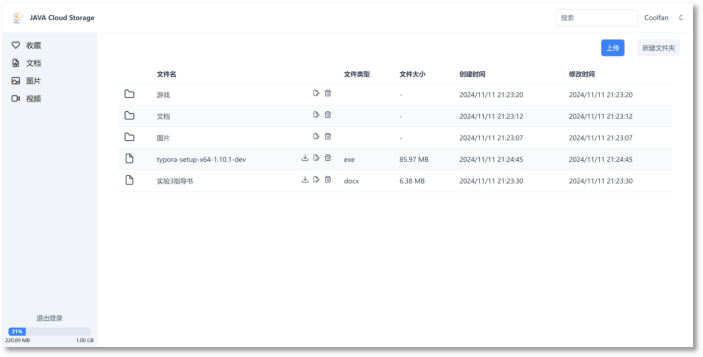 JAVA Cloud Storage
搜索
Coolfan
收藏
文档
图片
视频
上传
新建文件夹
文件名 文件类型 文件大小 创建时间 修改时间
游戏 - 2024/11/11 21:23:20 2024/11/11 21:23:20
文档 - 2024/11/11 21:23:12 2024/11/11 21:23:12
图片 - 2024/11/11 21:23:07 2024/11/11 21:23:07
typora-setup-x64-1.10.1-dev exe 85.97 MB 2024/11/11 21:24:45 2024/11/11 21:24:45
实验3指导书 docx 6.38 MB 2024/11/11 21:23:30 2024/11/11 21:23:30
退出登录
21%
220.89 MB 1.00 GB